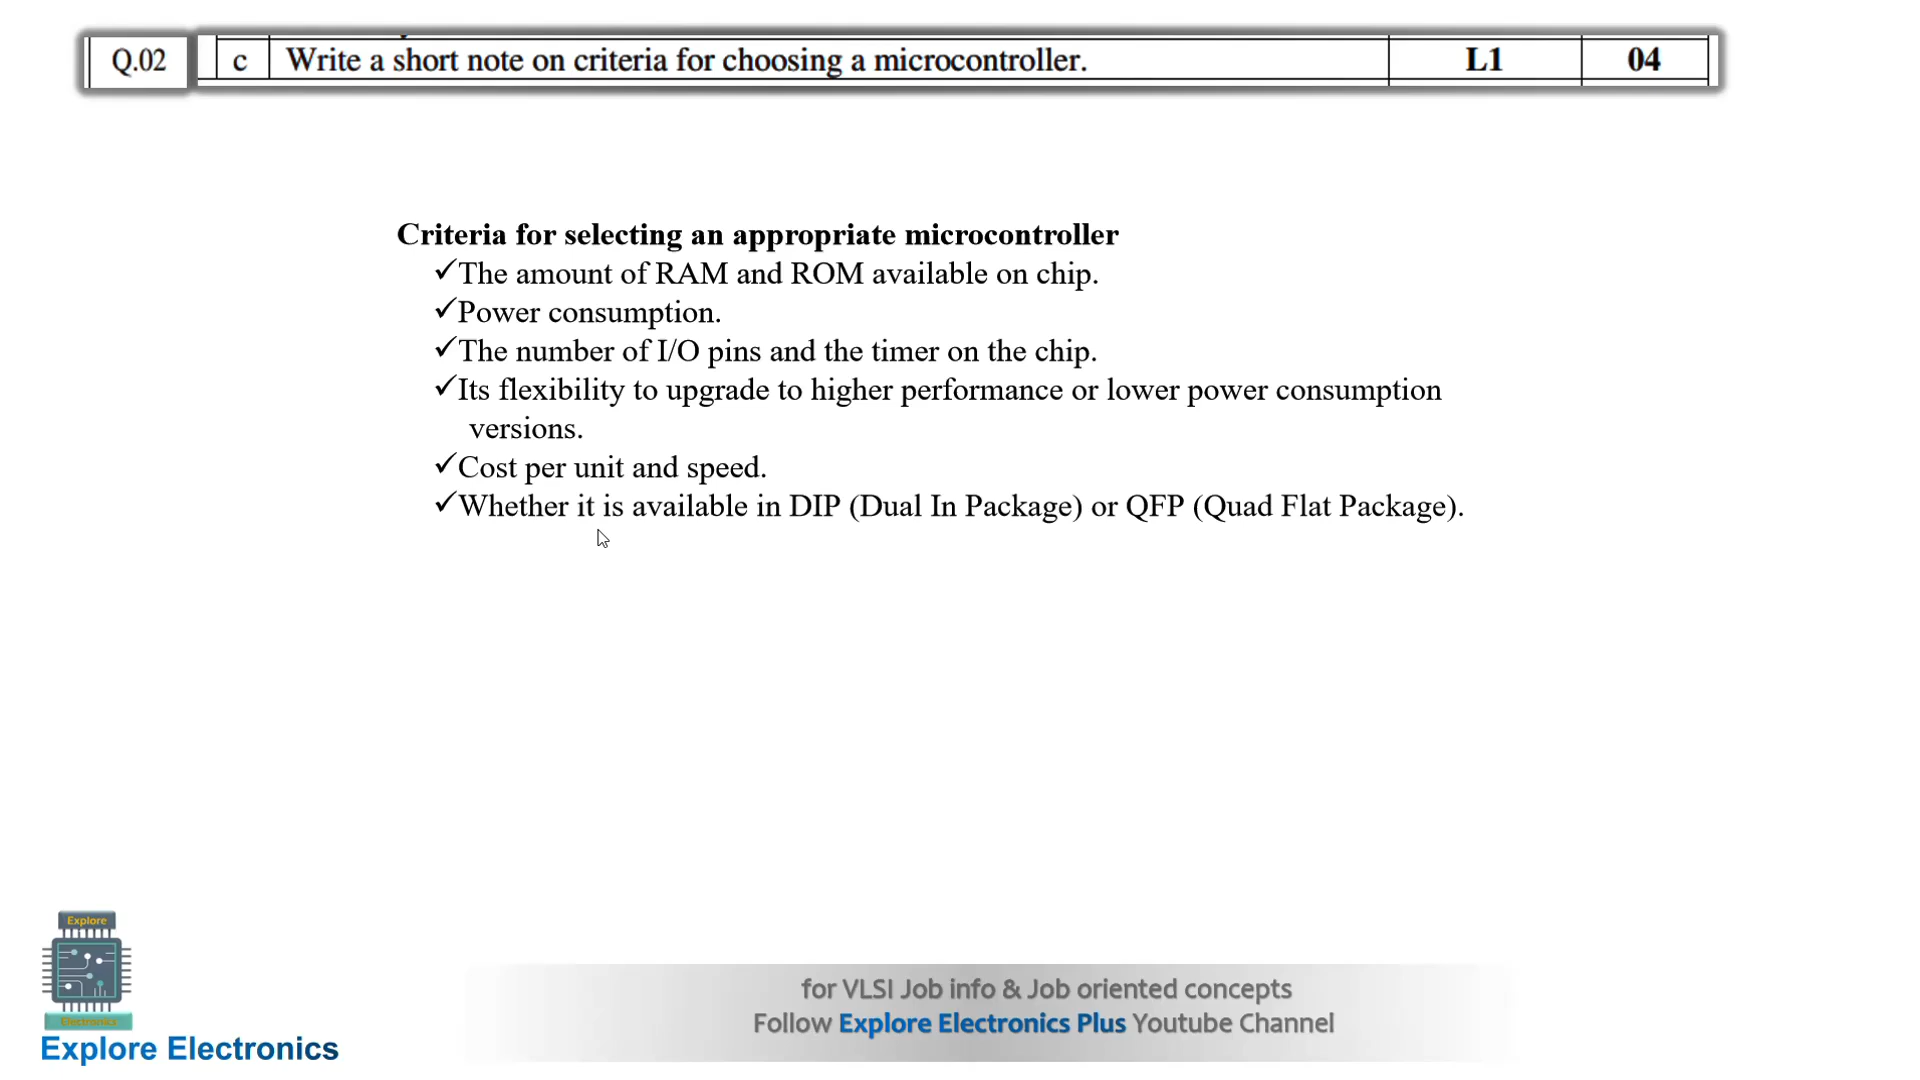 Q.02 c Write a short note on criteria for choosing a microcontroller. L1 04
Criteria for selecting an appropriate microcontroller
✓The amount of RAM and ROM available on chip.
✓Power consumption.
✓The number of I/O pins and the timer on the chip.
✓Its flexibility to upgrade to higher performance or lower power consumption
versions.
✓Cost per unit and speed.
✓Whether it is available in DIP (Dual In Package) or QFP (Quad Flat Package).
Explore
Electronics
Explore Electronics
for VLSI Job info & Job oriented concepts
Follow Explore Electronics Plus Youtube Channel